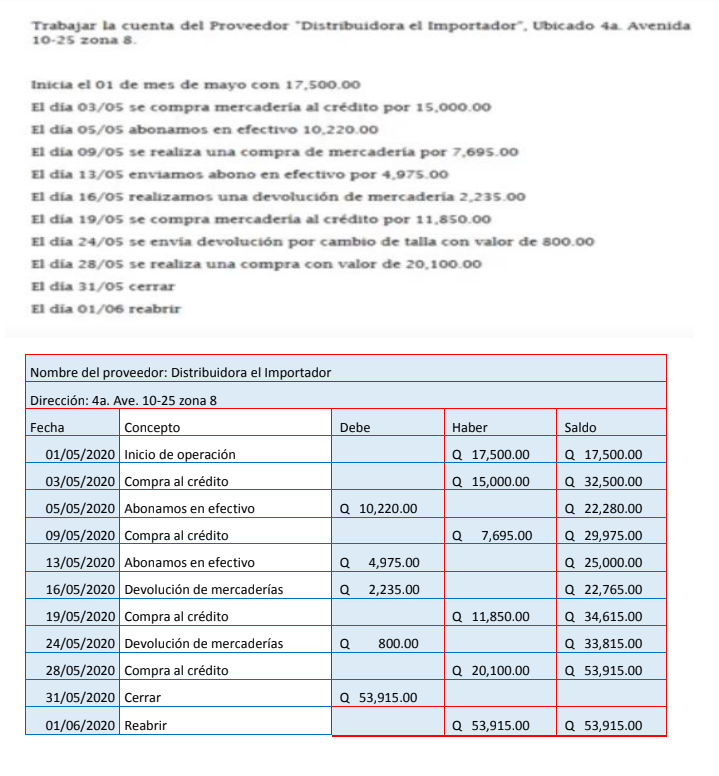 Trabajar la cuenta del Proveedor "Distribuidora el Importador", Ubicado 4a. Avenida
10-25 zona 8.
Inicia el 01 de mes de mayo con 17,500.00
El día 03/05 se compra mercadería al crédito por 15,000.00
El día 05/05 abonamos en efectivo 10,220.00
El día 09/05 se realiza una compra de mercadería por 7,695.00
El día 13/05 enviamos abono en efectivo por 4,975.00
El día 16/05 realizamos una devolución de mercadería 2,235.00
El día 19/05 se compra mercadería al crédito por 11,850.00
El día 24/05 se envía devolución por cambio de talla con valor de 800.00
El día 28/05 se realiza una compra con valor de 20,100.00
El día 31/05 cerrar
El día 01/06 reabrir
Nombre del proveedor: Distribuidora el Importador
Dirección: 4a. Ave. 10-25 zona 8
Fecha Concepto Debe Haber Saldo
01/05/2020 Inicio de operación Q 17,500.00 Q 17,500.00
03/05/2020 Compra al crédito Q 15,000.00 Q 32,500.00
05/05/2020 Abonamos en efectivo Q 10,220.00 Q 22,280.00
09/05/2020 Compra al crédito Q 7,695.00 Q 29,975.00
13/05/2020 Abonamos en efectivo Q 4,975.00 Q 25,000.00
16/05/2020 Devolución de mercaderías Q 2,235.00 Q 22,765.00
19/05/2020 Compra al crédito Q 11,850.00 Q 34,615.00
24/05/2020 Devolución de mercaderías Q 800.00 Q 33,815.00
28/05/2020 Compra al crédito Q 20,100.00 Q 53,915.00
31/05/2020 Cerrar Q 53,915.00
01/06/2020 Reabrir Q 53,915.00 Q 53,915.00